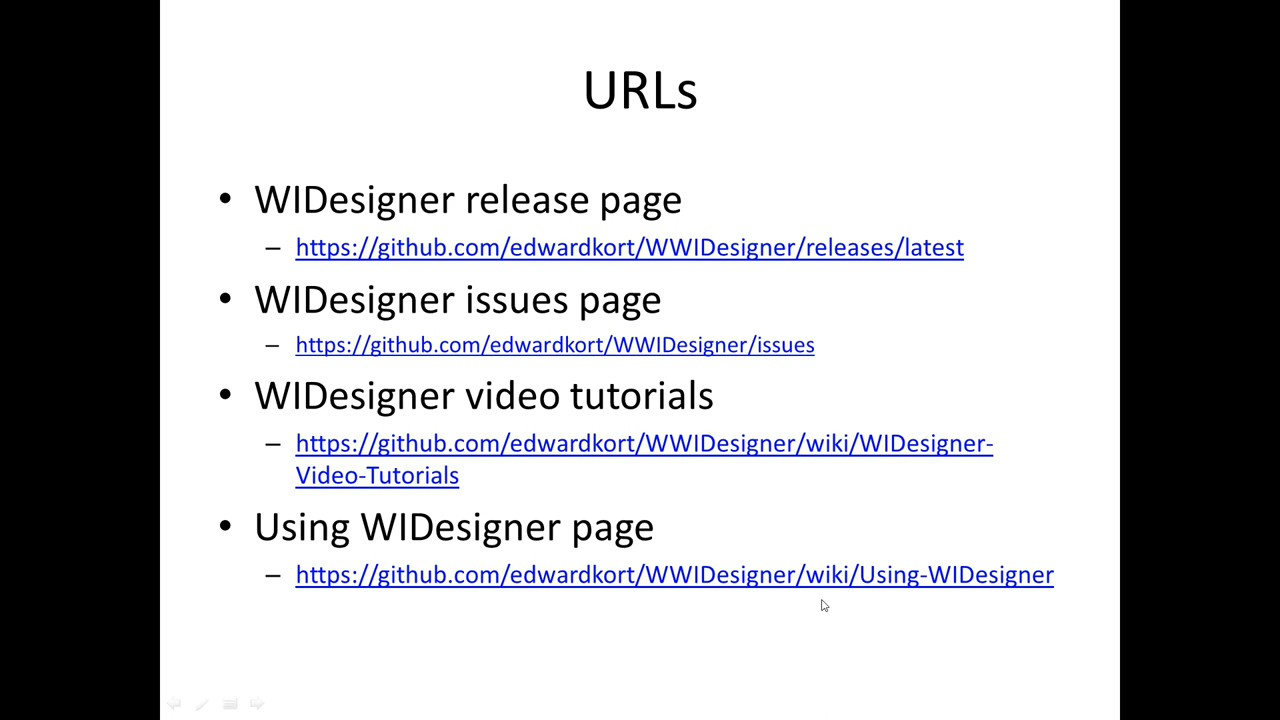 URLs
• WIDesigner release page
– https://github.com/edwardkort/WWIDesigner/releases/latest
• WIDesigner issues page
– https://github.com/edwardkort/WWIDesigner/issues
• WIDesigner video tutorials
– https://github.com/edwardkort/WWIDesigner/wiki/WIDesigner-
Video-Tutorials
• Using WIDesigner page
– https://github.com/edwardkort/WWIDesigner/wiki/Using-WIDesigner